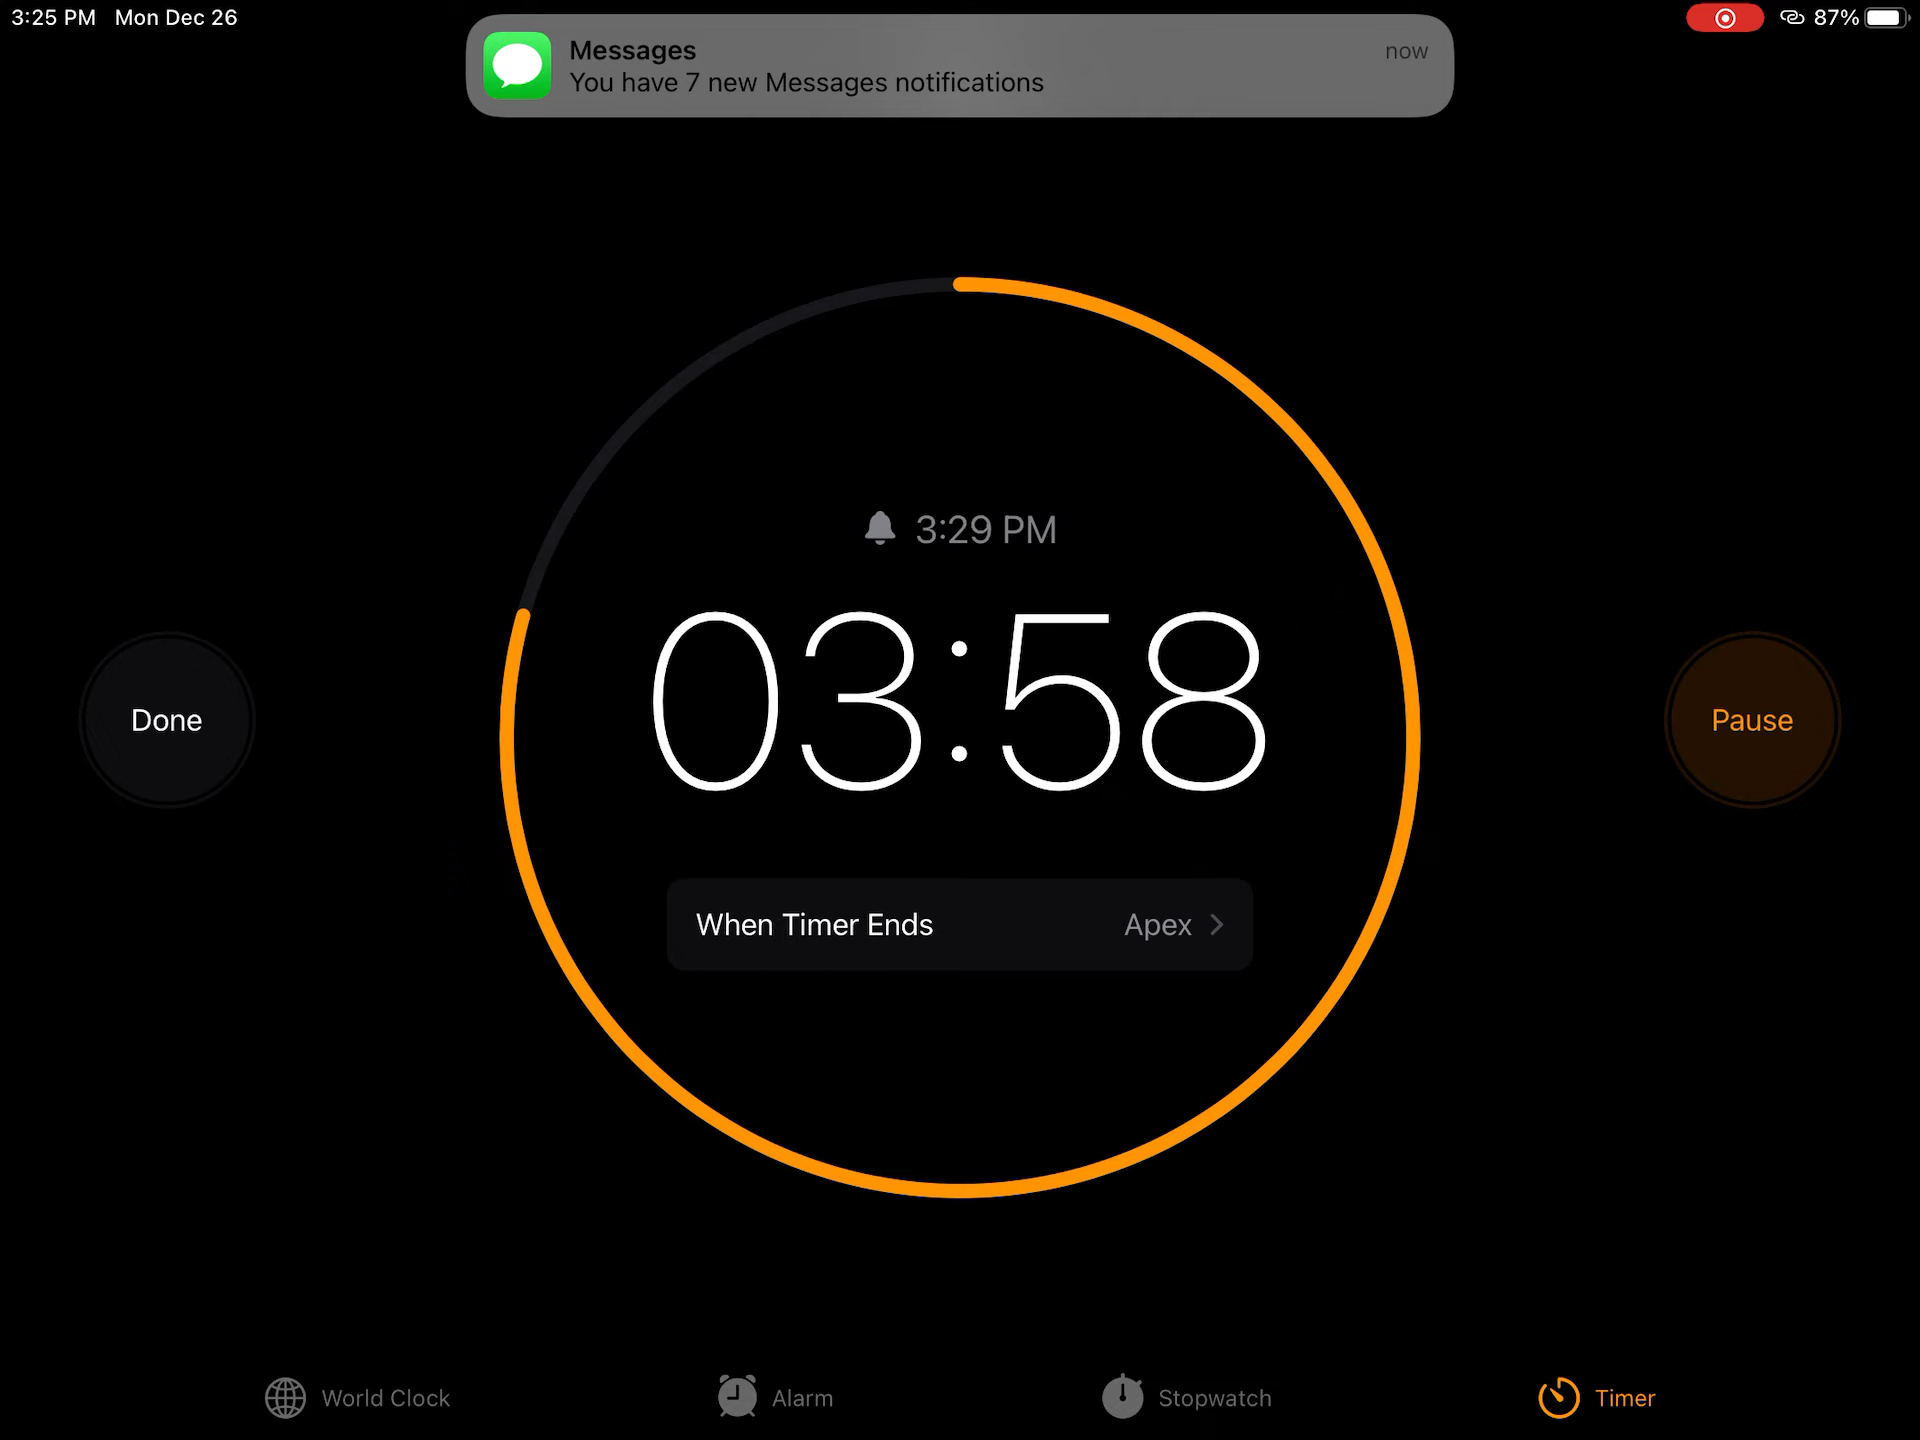 3:25 PM Mon Dec 26
87%
Messages
now
You have 7 new Messages notifications
3:29 PM
03:58
Done
Pause
When Timer Ends
Apex
World Clock
Alarm
Stopwatch
Timer